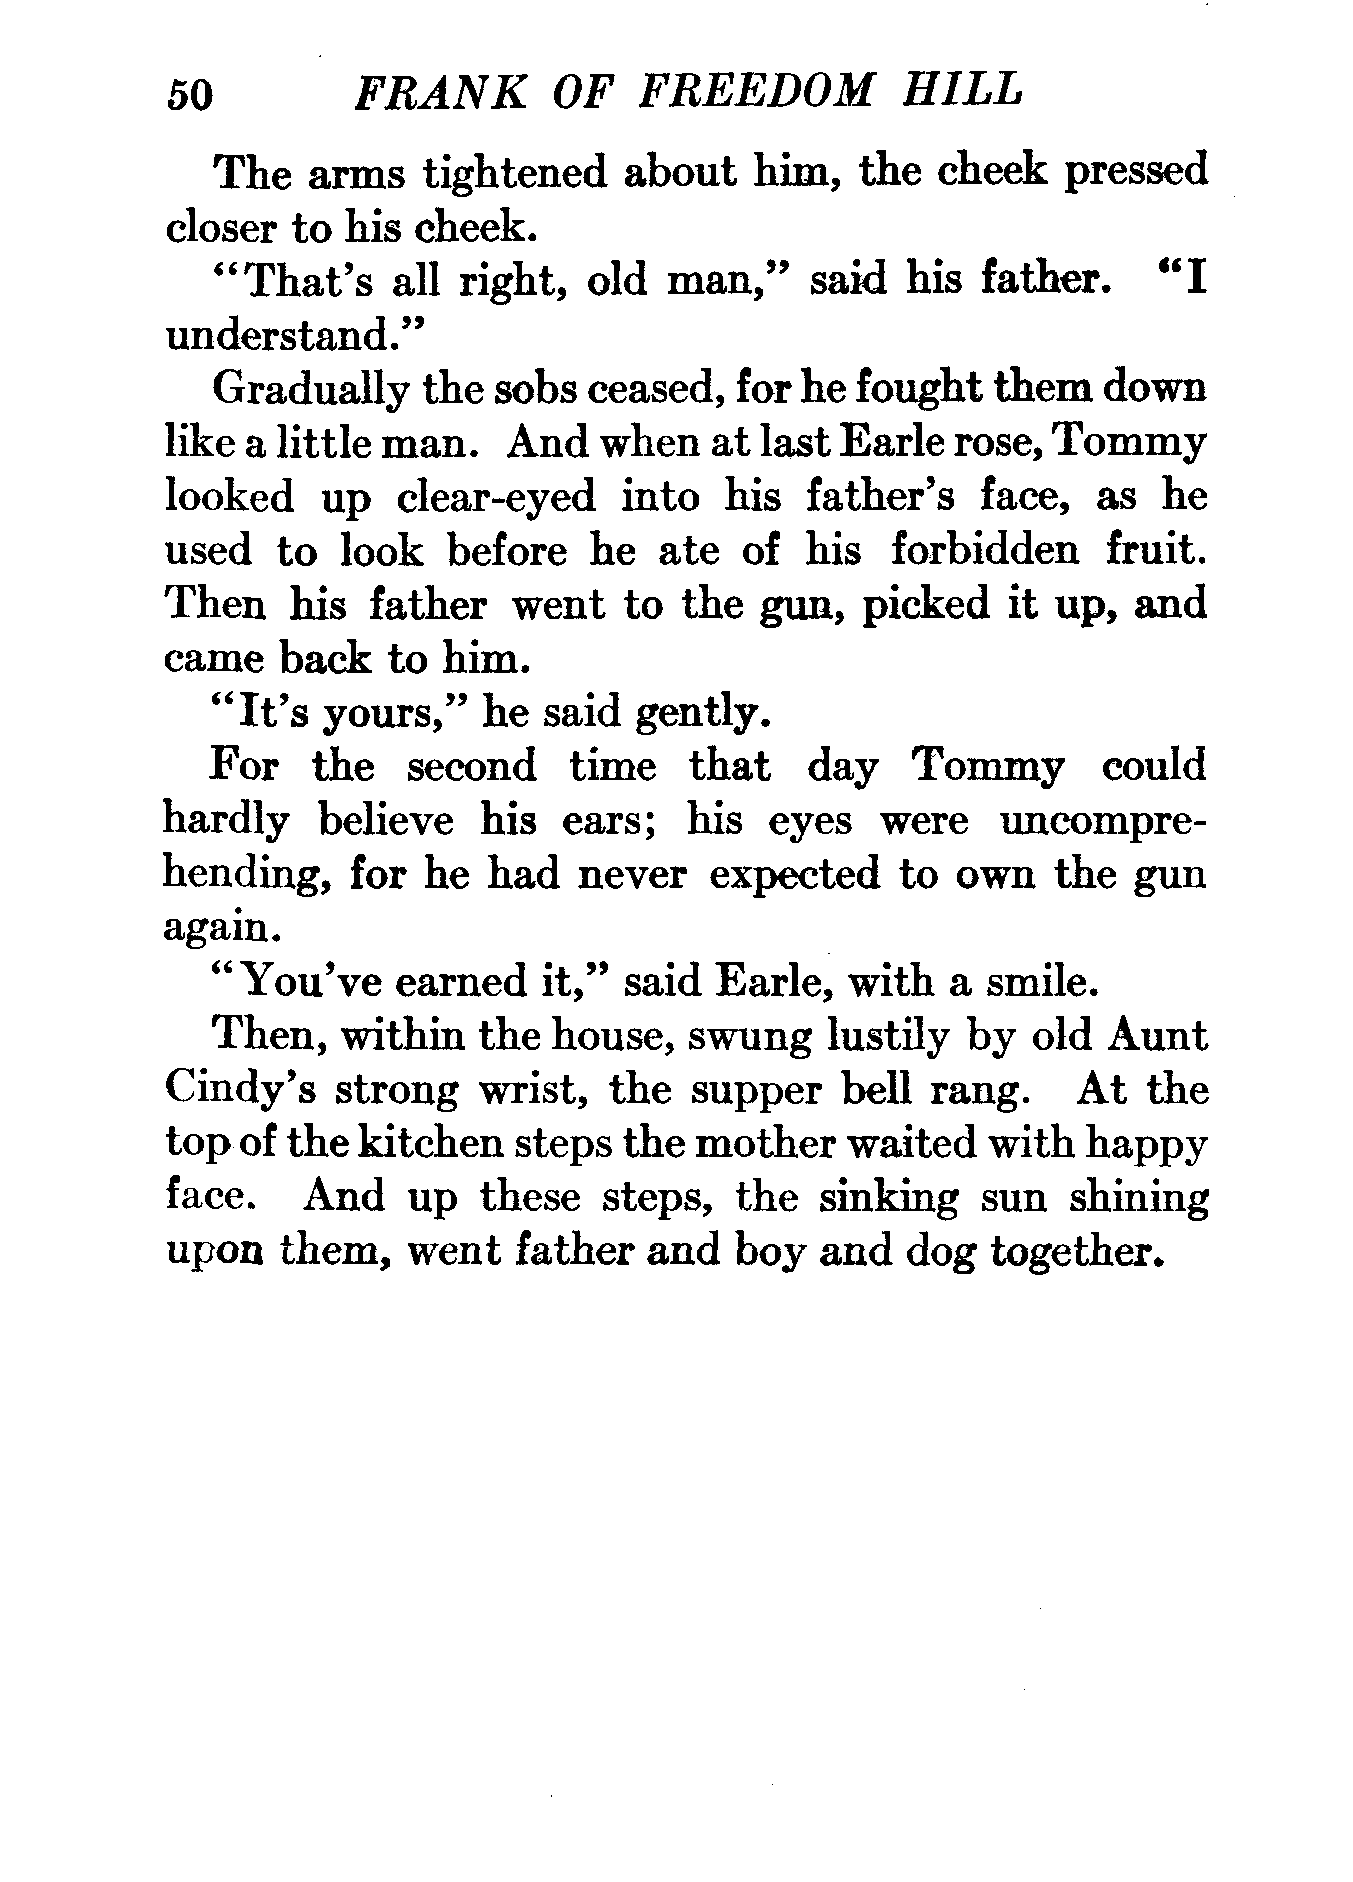 50 FRANK OF FREEDOM HILL
The arms tightened about him, the cheek pressed
closer to his cheek.
"That's all right, old man," said his father. "I
understand."
Gradually the sobs ceased, for he fought them down
like a little man. And when at last Earle rose, Tommy
looked up clear-eyed into his father's face, as he
used to look before he ate of his forbidden fruit.
Then his father went to the gun, picked it up, and
came back to him.
"It's yours," he said gently.
For the second time that day Tommy could
hardly believe his ears; his eyes were uncompre-
hending, for he had never expected to own the gun
again.
"You've earned it," said Earle, with a smile.
Then, within the house, swung lustily by old Aunt
Cindy's strong wrist, the supper bell rang. At the
top of the kitchen steps the mother waited with happy
face. And up these steps, the sinking sun shining
upon them, went father and boy and dog together.